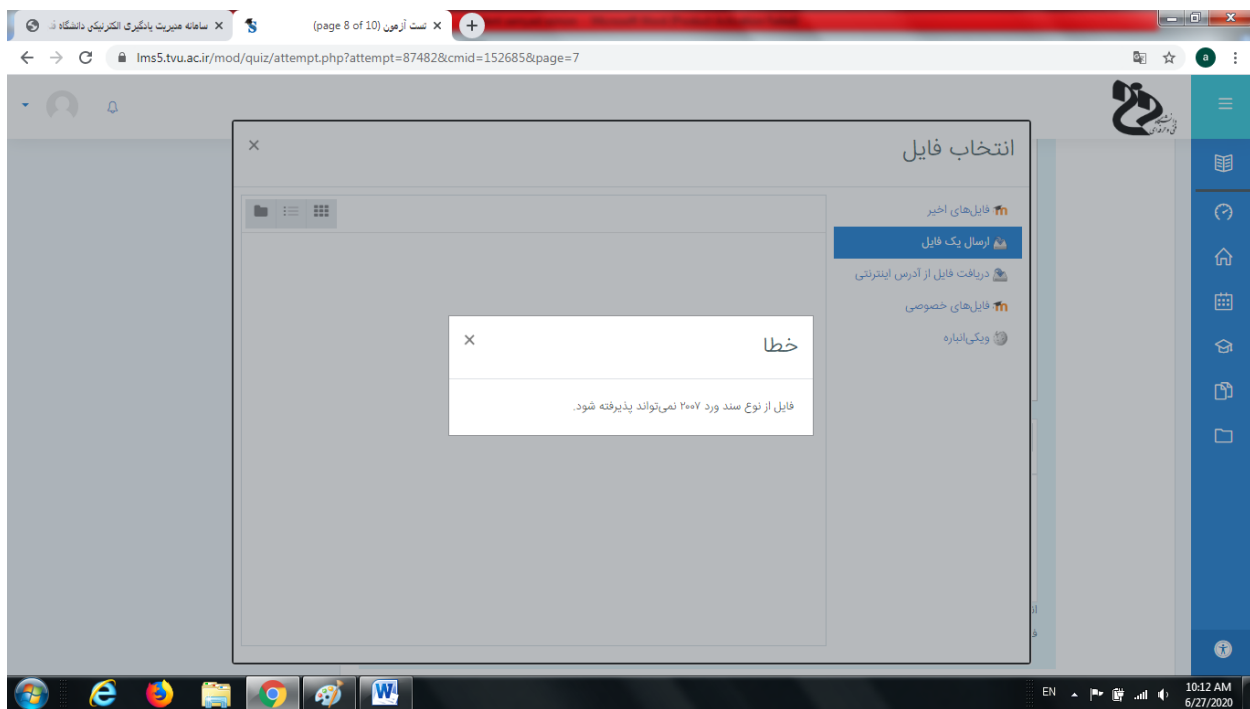 سامانه مدیریت یادگیری الکترنیکی دانشگاه ف
تست آزمون (page 8 of 10)
lms5.tvu.ac.ir/mod/quiz/attempt.php?attempt=87482&cmid=152685&page=7
a
انتخاب فایل
فایل‌های اخیر
ارسال یک فایل
دریافت فایل از آدرس اینترنتی
فایل‌های خصوصی
ویکی‌انباره
خطا
فایل از نوع سند ورد ۲۰۰۷ نمی‌تواند پذیرفته شود.
EN
10:12 AM
6/27/2020